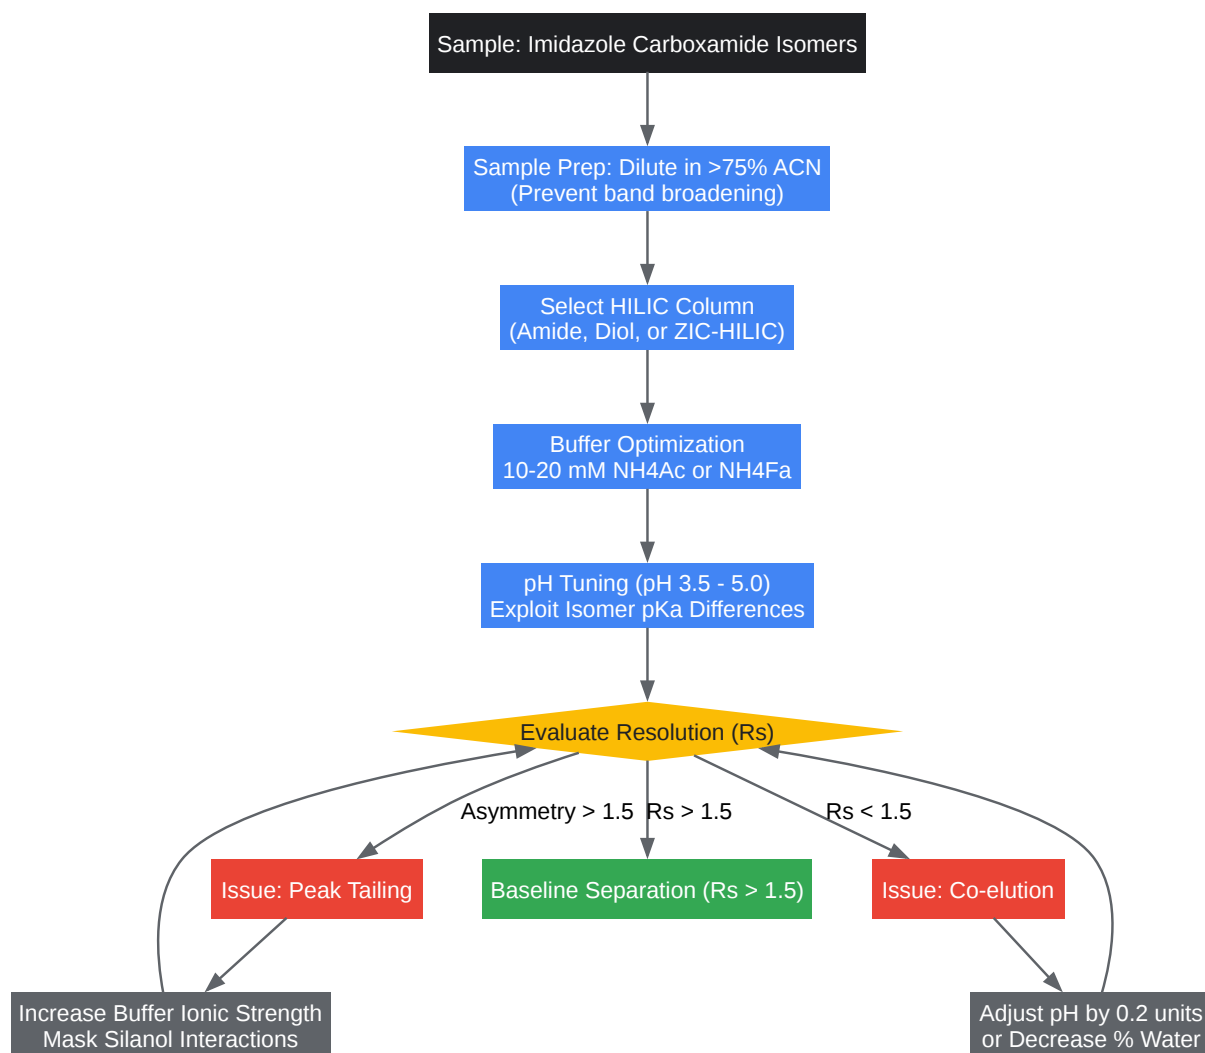 Sample: Imidazole Carboxamide Isomers
Sample Prep: Dilute in >75% ACN
(Prevent band broadening)
Select HILIC Column
(Amide, Diol, or ZIC-HILIC)
Buffer Optimization
10-20 mM NH4Ac or NH4Fa
pH Tuning (pH 3.5 - 5.0)
Exploit Isomer pKa Differences
Evaluate Resolution (Rs)
Asymmetry > 1.5
Rs > 1.5
Rs < 1.5
Issue: Peak Tailing
Baseline Separation (Rs > 1.5)
Issue: Co-elution
Increase Buffer Ionic Strength
Mask Silanol Interactions
Adjust pH by 0.2 units
or Decrease % Water